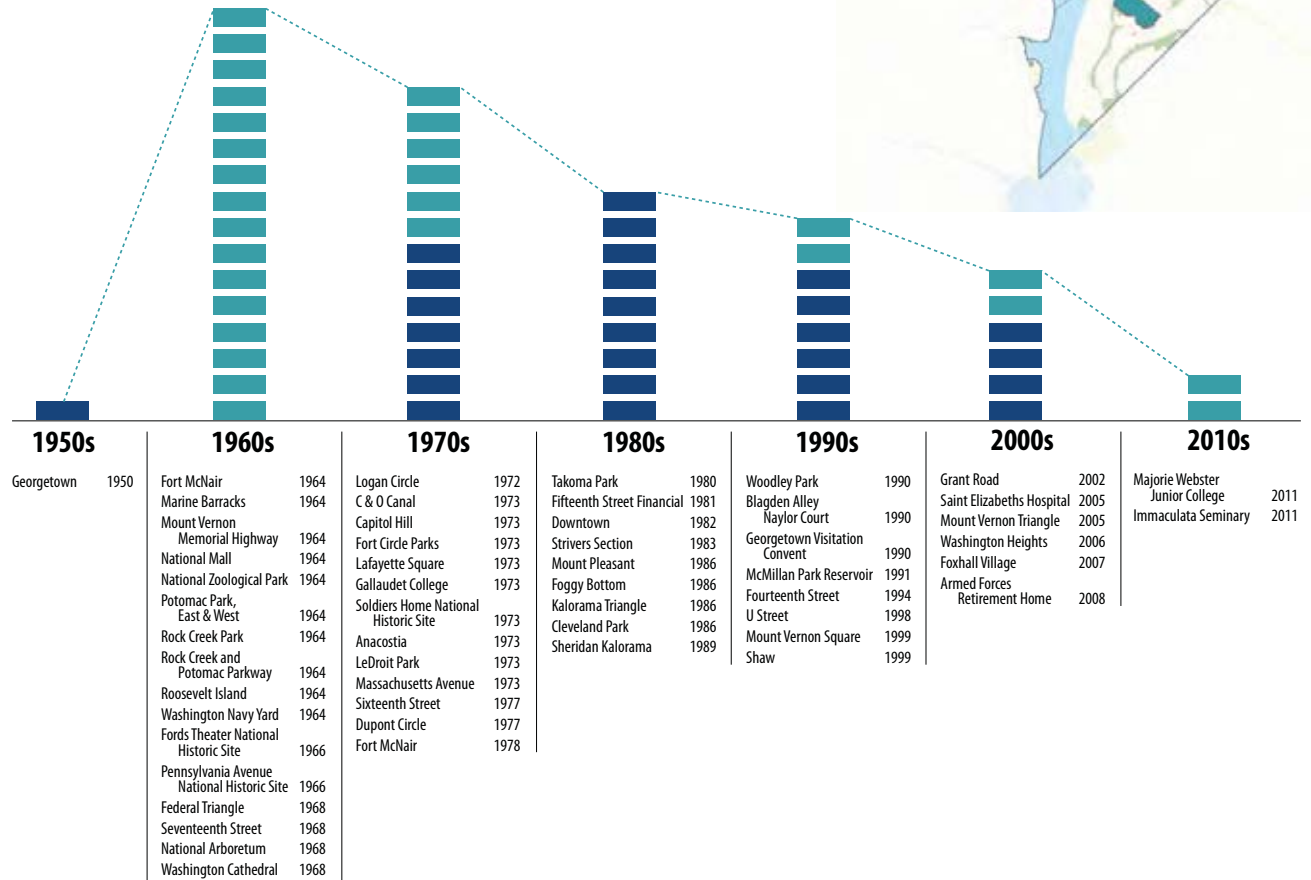 1950s
Georgetown 1950
1960s
Fort McNair 1964
Marine Barracks 1964
Mount Vernon
Memorial Highway 1964
National Mall 1964
National Zoological Park 1964
Potomac Park,
East & West 1964
Rock Creek Park 1964
Rock Creek and
Potomac Parkway 1964
Roosevelt Island 1964
Washington Navy Yard 1964
Fords Theater National
Historic Site 1966
Pennsylvania Avenue
National Historic Site 1966
Federal Triangle 1968
Seventeenth Street 1968
National Arboretum 1968
Washington Cathedral 1968
1970s
Logan Circle 1972
C & O Canal 1973
Capitol Hill 1973
Fort Circle Parks 1973
Lafayette Square 1973
Gallaudet College 1973
Soldiers Home National
Historic Site 1973
Anacostia 1973
LeDroit Park 1973
Massachusetts Avenue 1973
Sixteenth Street 1977
Dupont Circle 1977
Fort McNair 1978
1980s
Takoma Park 1980
Fifteenth Street Financial 1981
Downtown 1982
Strivers Section 1983
Mount Pleasant 1986
Foggy Bottom 1986
Kalorama Triangle 1986
Cleveland Park 1986
Sheridan Kalorama 1989
1990s
Woodley Park 1990
Blagden Alley
Naylor Court 1990
Georgetown Visitation
Convent 1990
McMillan Park Reservoir 1991
Fourteenth Street 1994
U Street 1998
Mount Vernon Square 1999
Shaw 1999
2000s
Grant Road 2002
Saint Elizabeths Hospital 2005
Mount Vernon Triangle 2005
Washington Heights 2006
Foxhall Village 2007
Armed Forces
Retirement Home 2008
2010s
Majorie Webster
Junior College 2011
Immaculata Seminary 2011